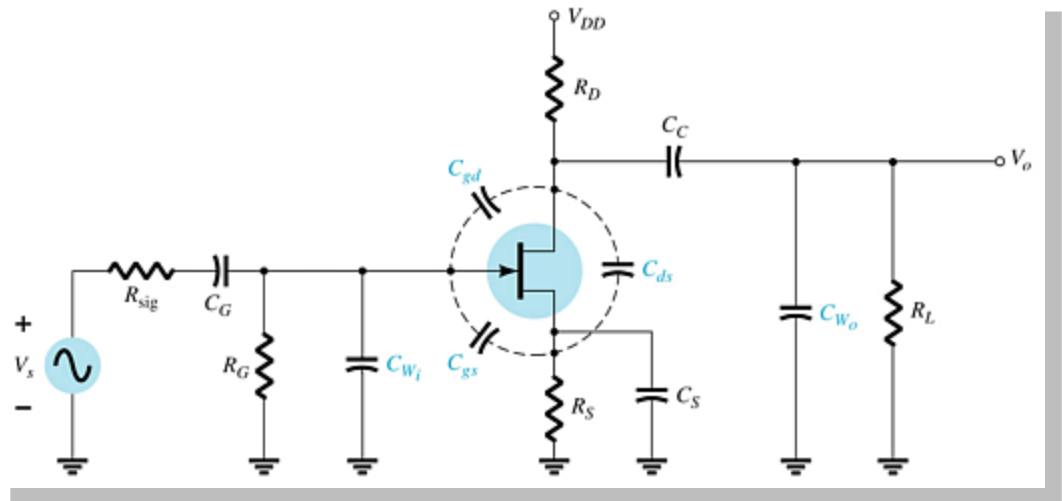 V_DD
R_D
C_C
V_o
C_gd
C_ds
R_sig
C_G
+
V_s
−
R_G
C_W_i
C_gs
R_S
C_S
C_W_o
R_L